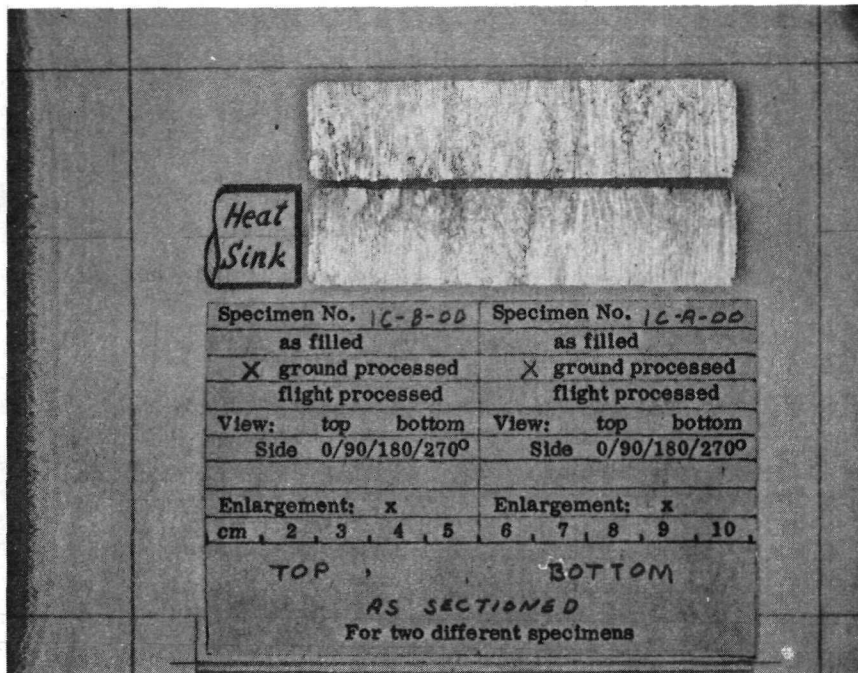 Heat
Sink
Specimen No. 1C-B-00 Specimen No. 1C-A-00
as filled as filled
X ground processed X ground processed
flight processed flight processed
View: top bottom View: top bottom
Side 0/90/180/270° Side 0/90/180/270°
Enlargement: x Enlargement: x
cm 2 3 4 5 6 7 8 9 10
TOP BOTTOM
AS SECTIONED
For two different specimens